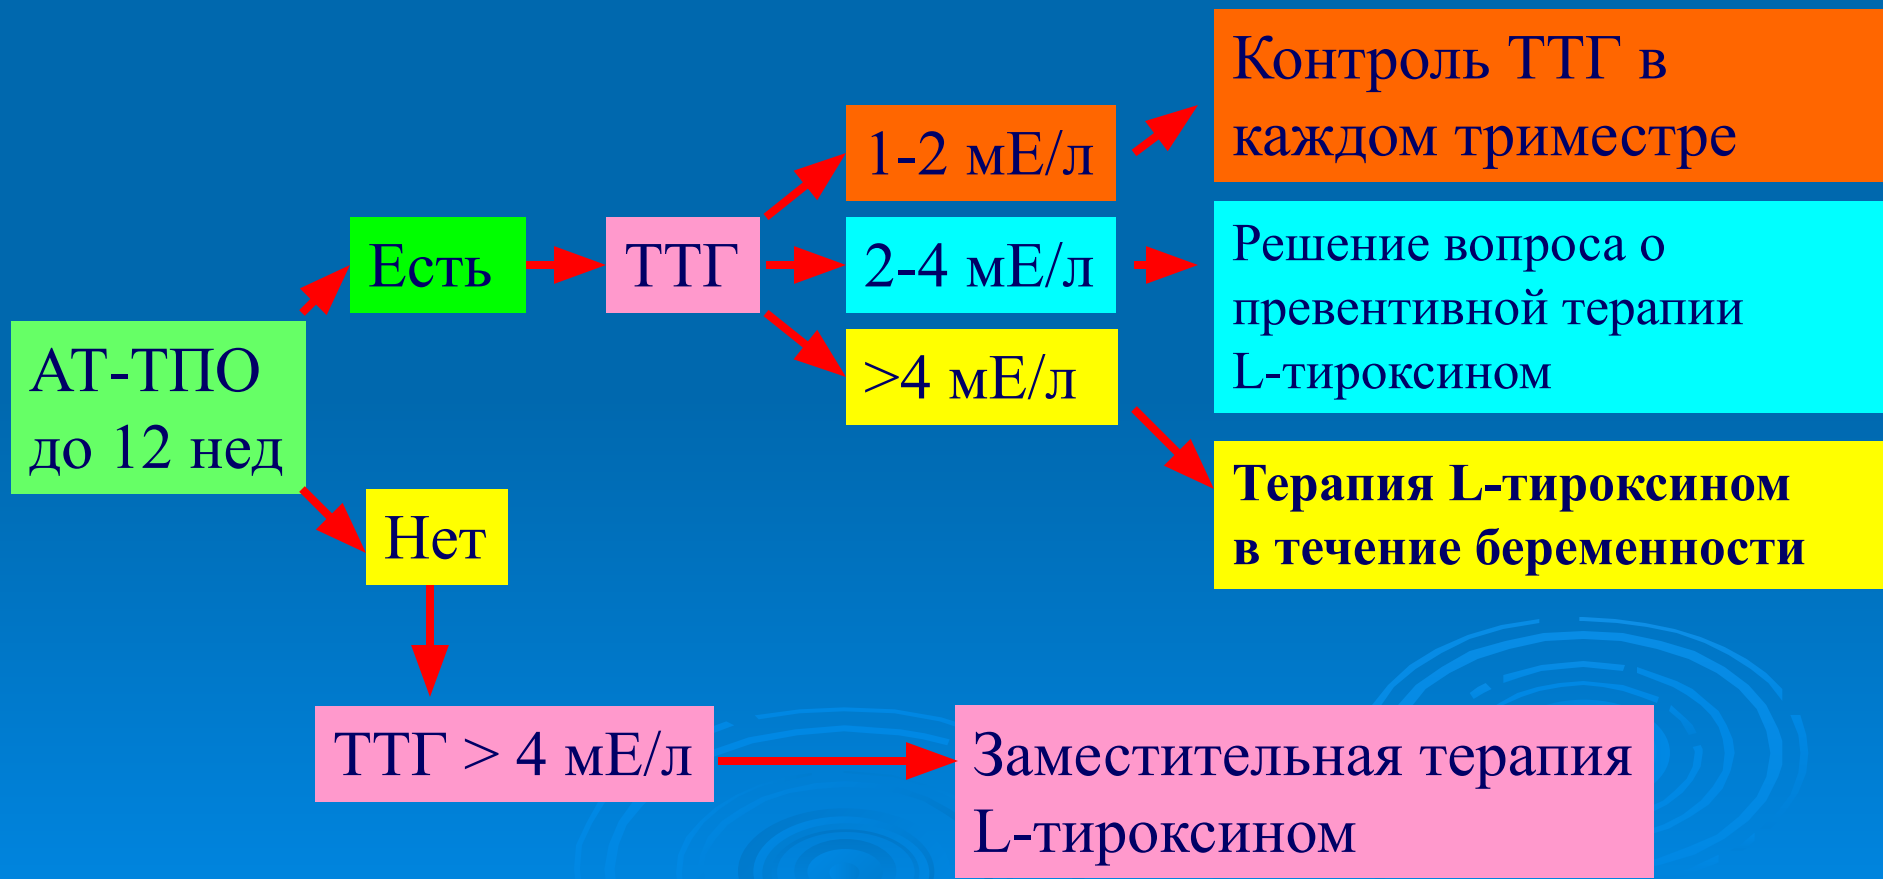 АТ-ТПО
до 12 нед
Есть
ТТГ
1-2 мЕ/л
Контроль ТТГ в
каждом триместре
2-4 мЕ/л
Решение вопроса о
превентивной терапии
L-тироксином
>4 мЕ/л
Терапия L-тироксином
в течение беременности
Нет
ТТГ > 4 мЕ/л
Заместительная терапия
L-тироксином